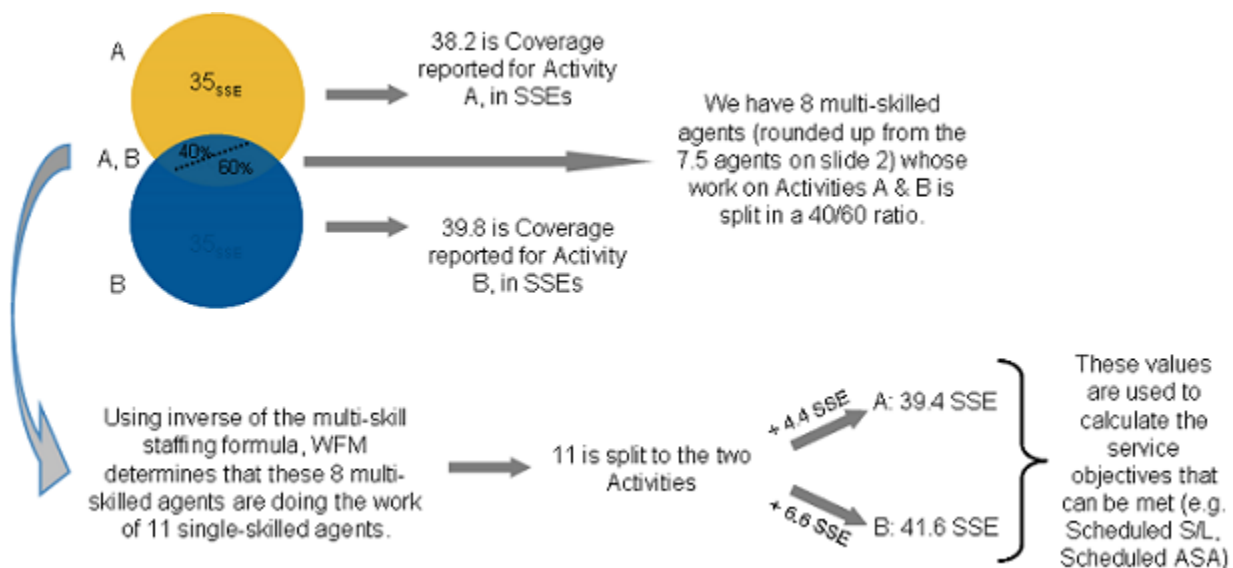 A
35SSE
A, B
40%
60%
35SSE
B
38.2 is Coverage
reported for Activity
A, in SSEs
39.8 is Coverage
reported for Activity
B, in SSEs
We have 8 multi-skilled
agents (rounded up from the
7.5 agents on slide 2) whose
work on Activities A & B is
split in a 40/60 ratio.
Using inverse of the multi-skill
staffing formula, WFM
determines that these 8 multi-
skilled agents are doing the work
of 11 single-skilled agents.
11 is split to the two
Activities
+ 4.4 SSE
A: 39.4 SSE
+ 6.6 SSE
B: 41.6 SSE
These values
are used to
calculate the
service
objectives that
can be met (e.g.
Scheduled S/L,
Scheduled ASA)